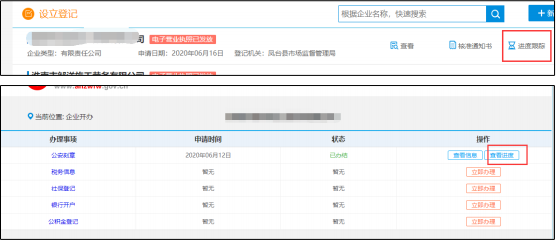 设立登记
根据企业名称、快速搜索
+ 新
公司 电子营业执照已发放
企业类型：有限责任公司 申请日期：2020年06月16日 登记机关：凤台县市场监督管理局 查看 核准通知书 进度跟踪
www.ahzwfw.gov.cn
当前位置: 企业开办
办理事项 申请时间 状态 操作
公安刻章 2020年06月12日 已办结 查看信息 查看进度
税务信息 暂无 暂无 立即办理
社保登记 暂无 暂无 立即办理
银行开户 暂无 暂无 立即办理
公积金登记 暂无 暂无 立即办理